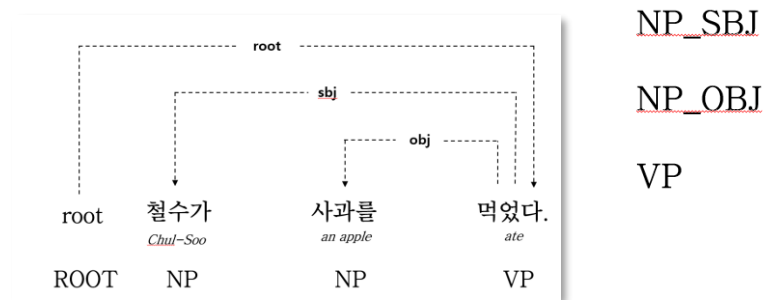 root
sbj
obj
root 철수가 사과를 먹었다.
Chul-Soo an apple ate
ROOT NP NP VP
NP_SBJ
NP_OBJ
VP